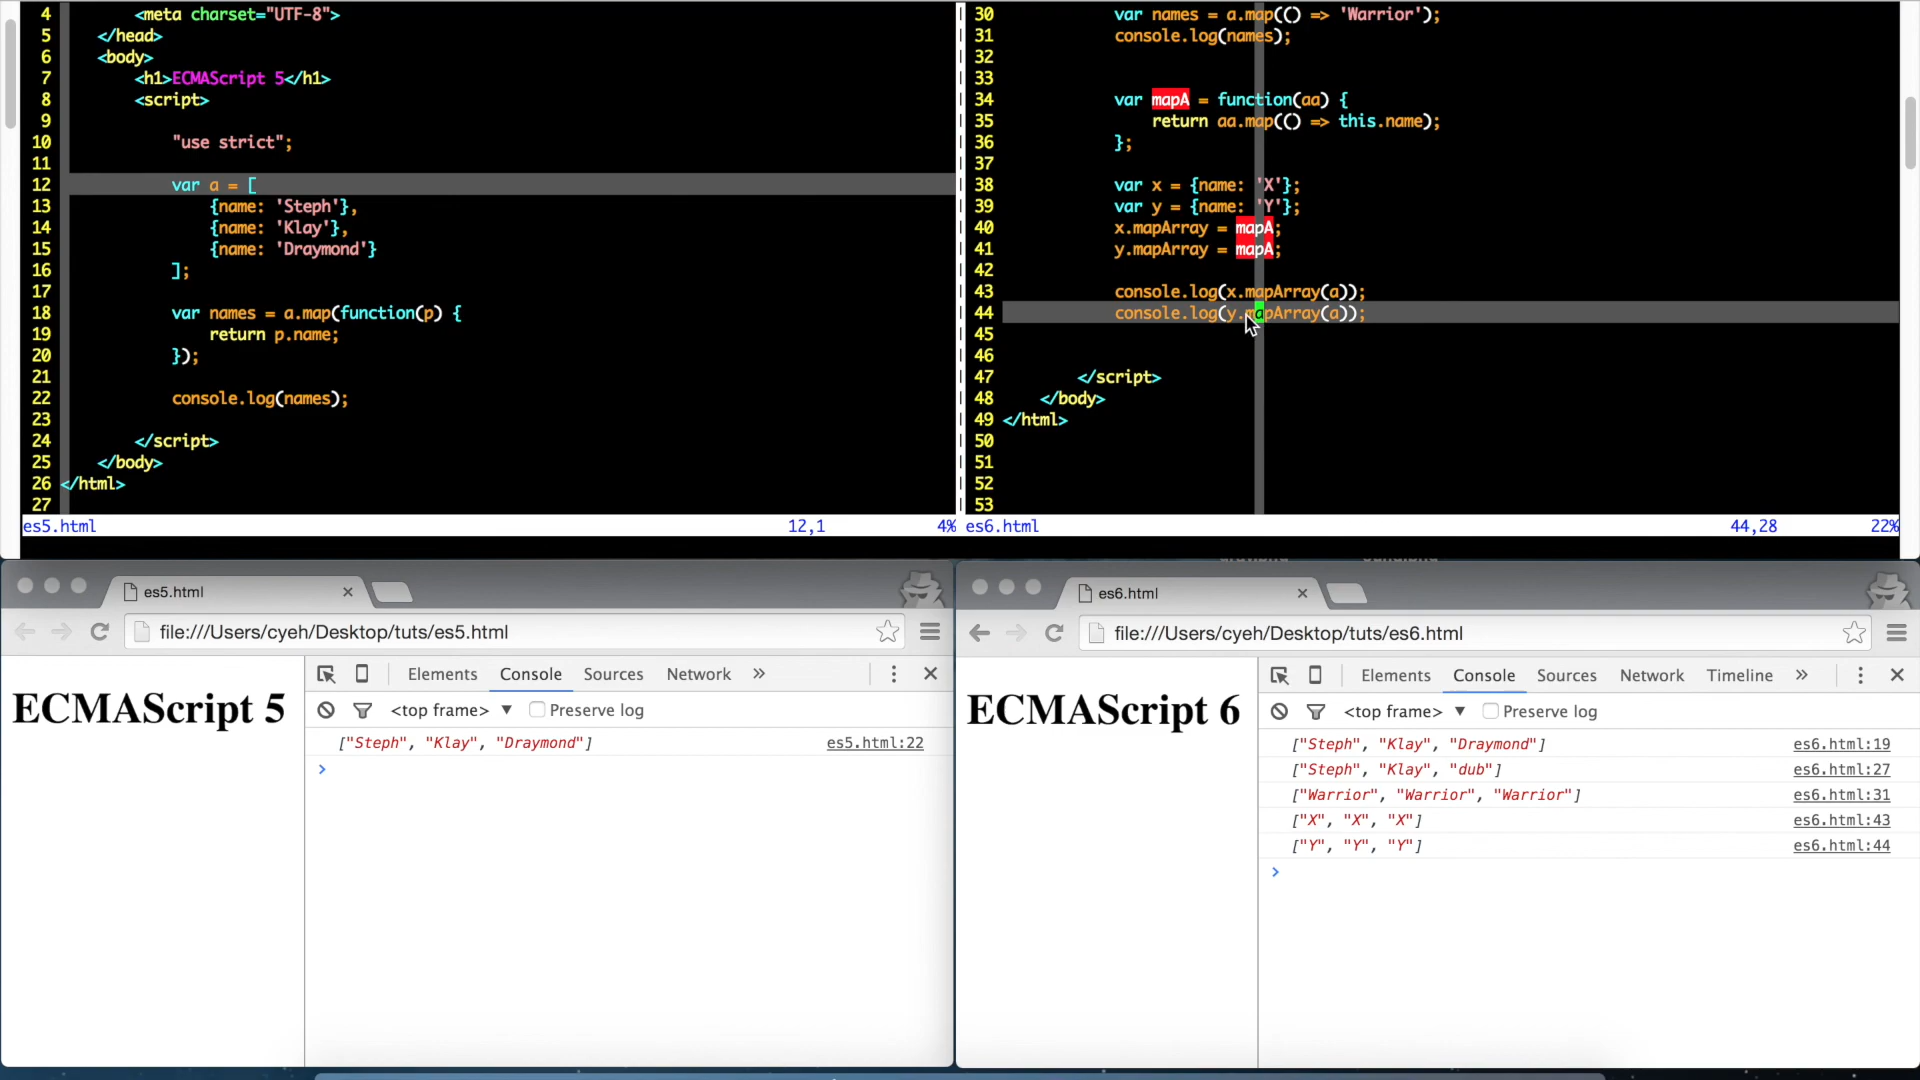 4 <meta charset="UTF-8">
5 </head>
6 <body>
7 <h1>ECMAScript 5</h1>
8 <script>
9
10 "use strict";
11
12 var a = [
13 {name: 'Steph'},
14 {name: 'Klay'},
15 {name: 'Draymond'}
16 ];
17
18 var names = a.map(function(p) {
19 return p.name;
20 });
21
22 console.log(names);
23
24 </script>
25 </body>
26 </html>
27
es5.html 12,1 4%
30 var names = a.map(() => 'Warrior');
31 console.log(names);
32
33
34 var mapA = function(aa) {
35 return aa.map(() => this.name);
36 };
37
38 var x = {name: 'X'};
39 var y = {name: 'Y'};
40 x.mapArray = mapA;
41 y.mapArray = mapA;
42
43 console.log(x.mapArray(a));
44 console.log(y.mapArray(a));
45
46
47 </script>
48 </body>
49 </html>
50
51
52
53
es6.html 44,28 22%
es5.html
file:///Users/cyeh/Desktop/tuts/es5.html
ECMAScript 5
Elements Console Sources Network »
<top frame> ▼ Preserve log
["Steph", "Klay", "Draymond"] es5.html:22
>
es6.html
file:///Users/cyeh/Desktop/tuts/es6.html
ECMAScript 6
Elements Console Sources Network Timeline »
<top frame> ▼ Preserve log
["Steph", "Klay", "Draymond"] es6.html:19
["Steph", "Klay", "dub"] es6.html:27
["Warrior", "Warrior", "Warrior"] es6.html:31
["X", "X", "X"] es6.html:43
["Y", "Y", "Y"] es6.html:44
>